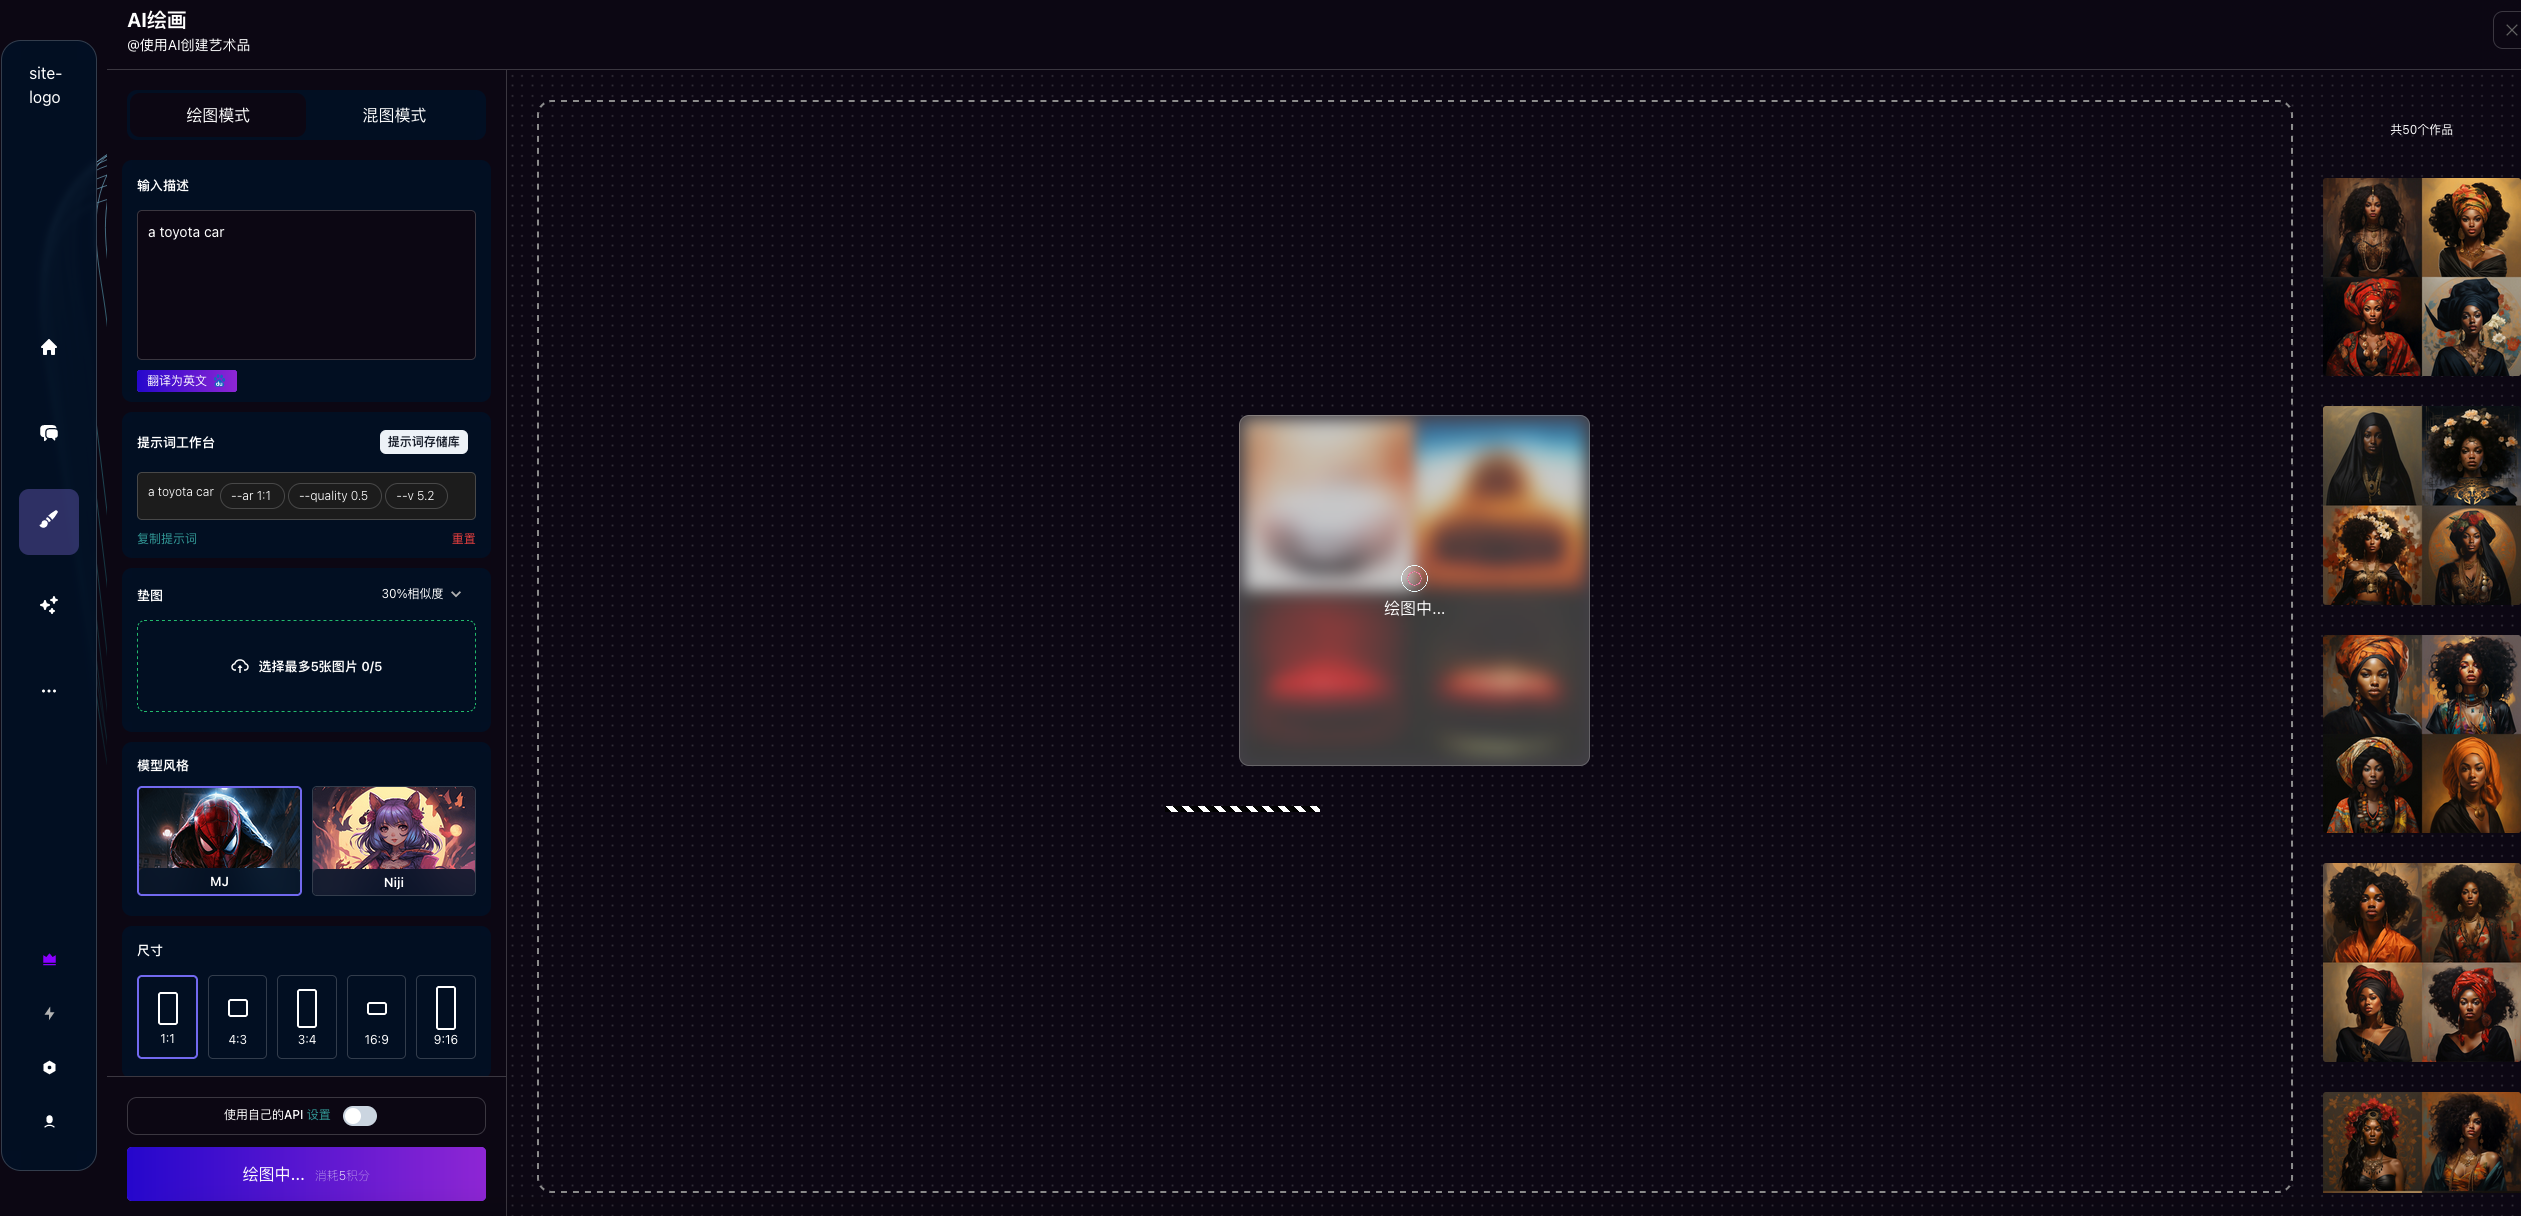 AI绘画
@使用AI创建艺术品
site-
logo
绘图模式
混图模式
输入描述
a toyota car
翻译为英文 du
提示词工作台
提示词存储库
a toyota car --ar 1:1 --quality 0.5 --v 5.2
复制提示词
重置
垫图
30%相似度
选择最多5张图片 0/5
模型风格
MJ
Niji
尺寸
1:1
4:3
3:4
16:9
9:16
使用自己的API 设置
绘图中... 消耗5积分
绘图中...
共50个作品